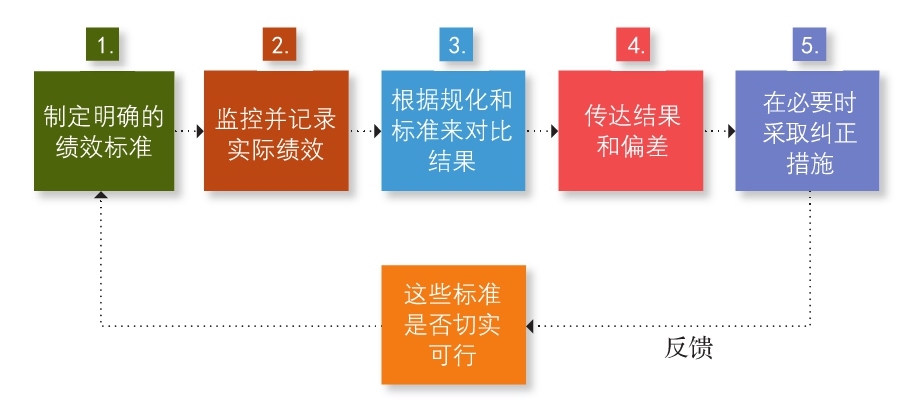 1.
制定明确的
绩效标准
2.
监控并记录
实际绩效
3.
根据规化和
标准来对比
结果
4.
传达结果
和偏差
5.
在必要时
采取纠正
措施
这些标准
是否切实
可行
反馈